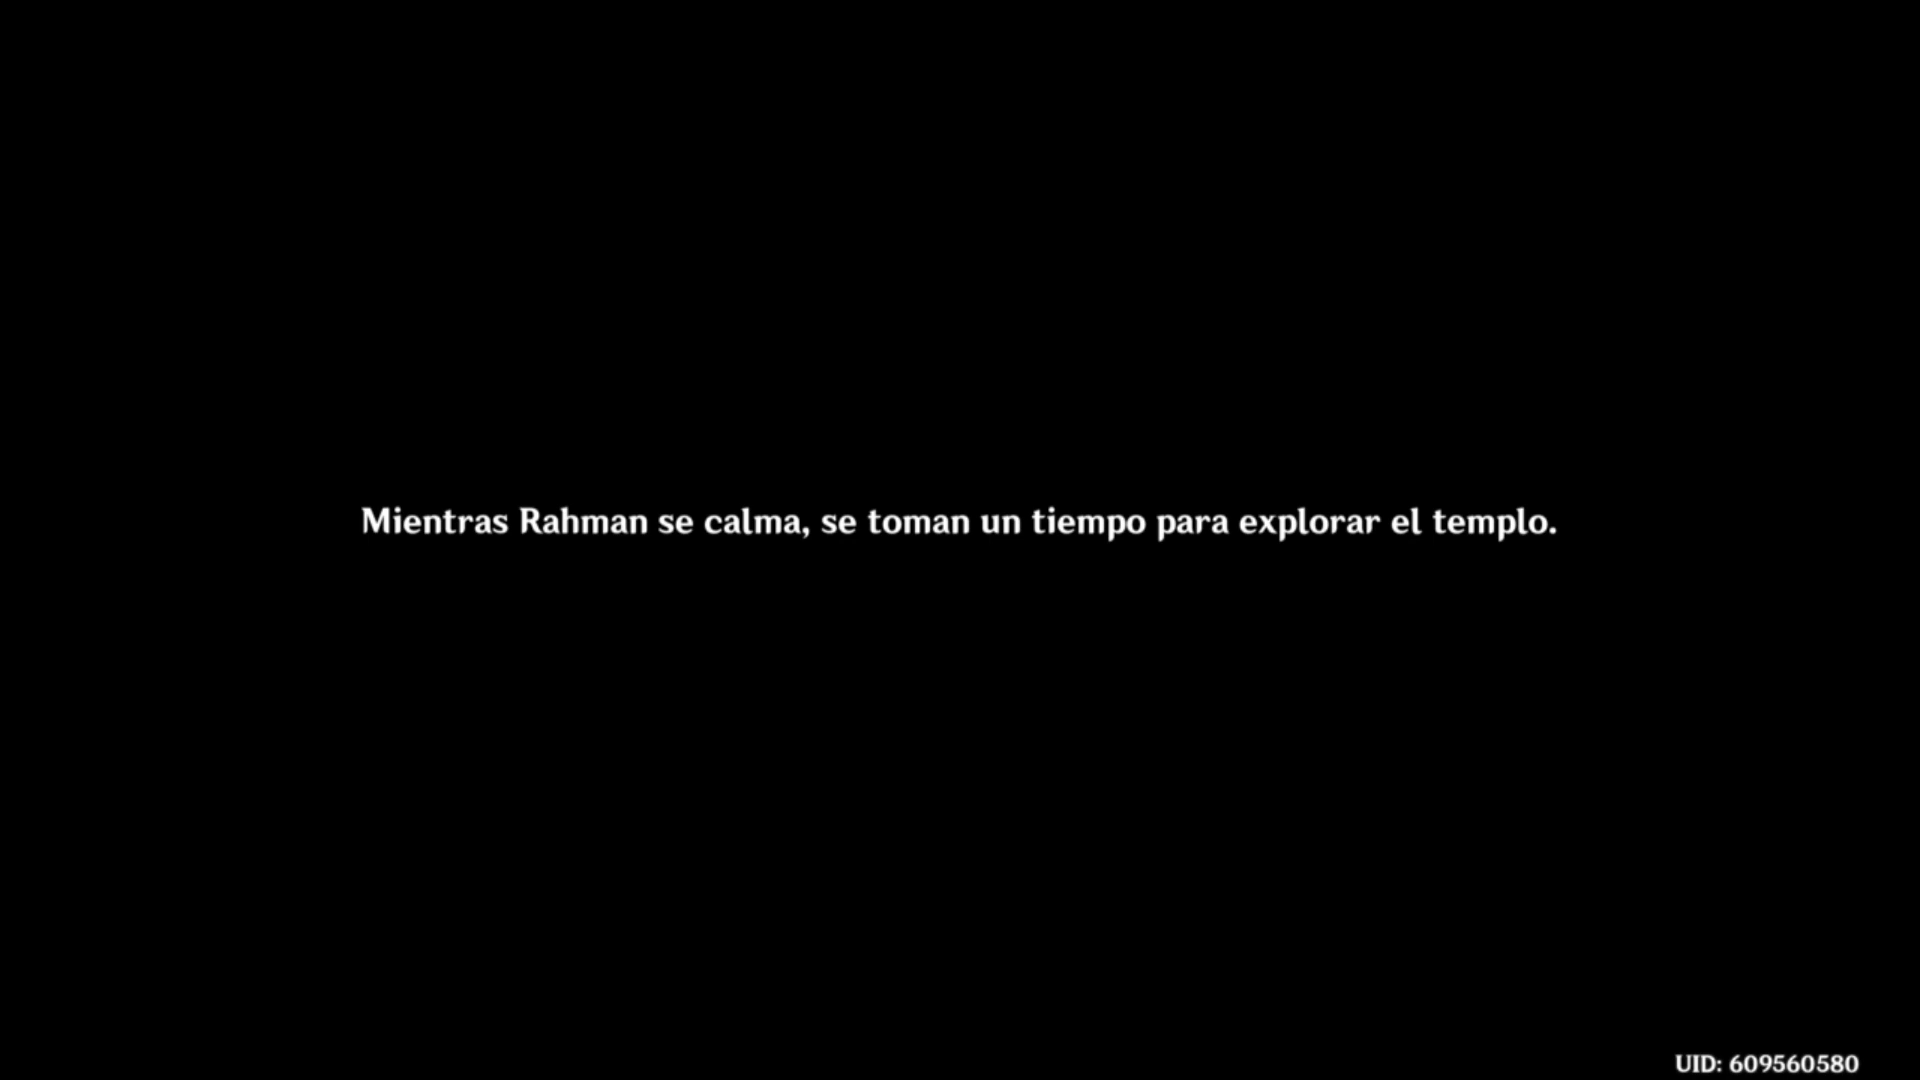 Mientras Rahman se calma, se toman un tiempo para explorar el templo.
UID: 609560580